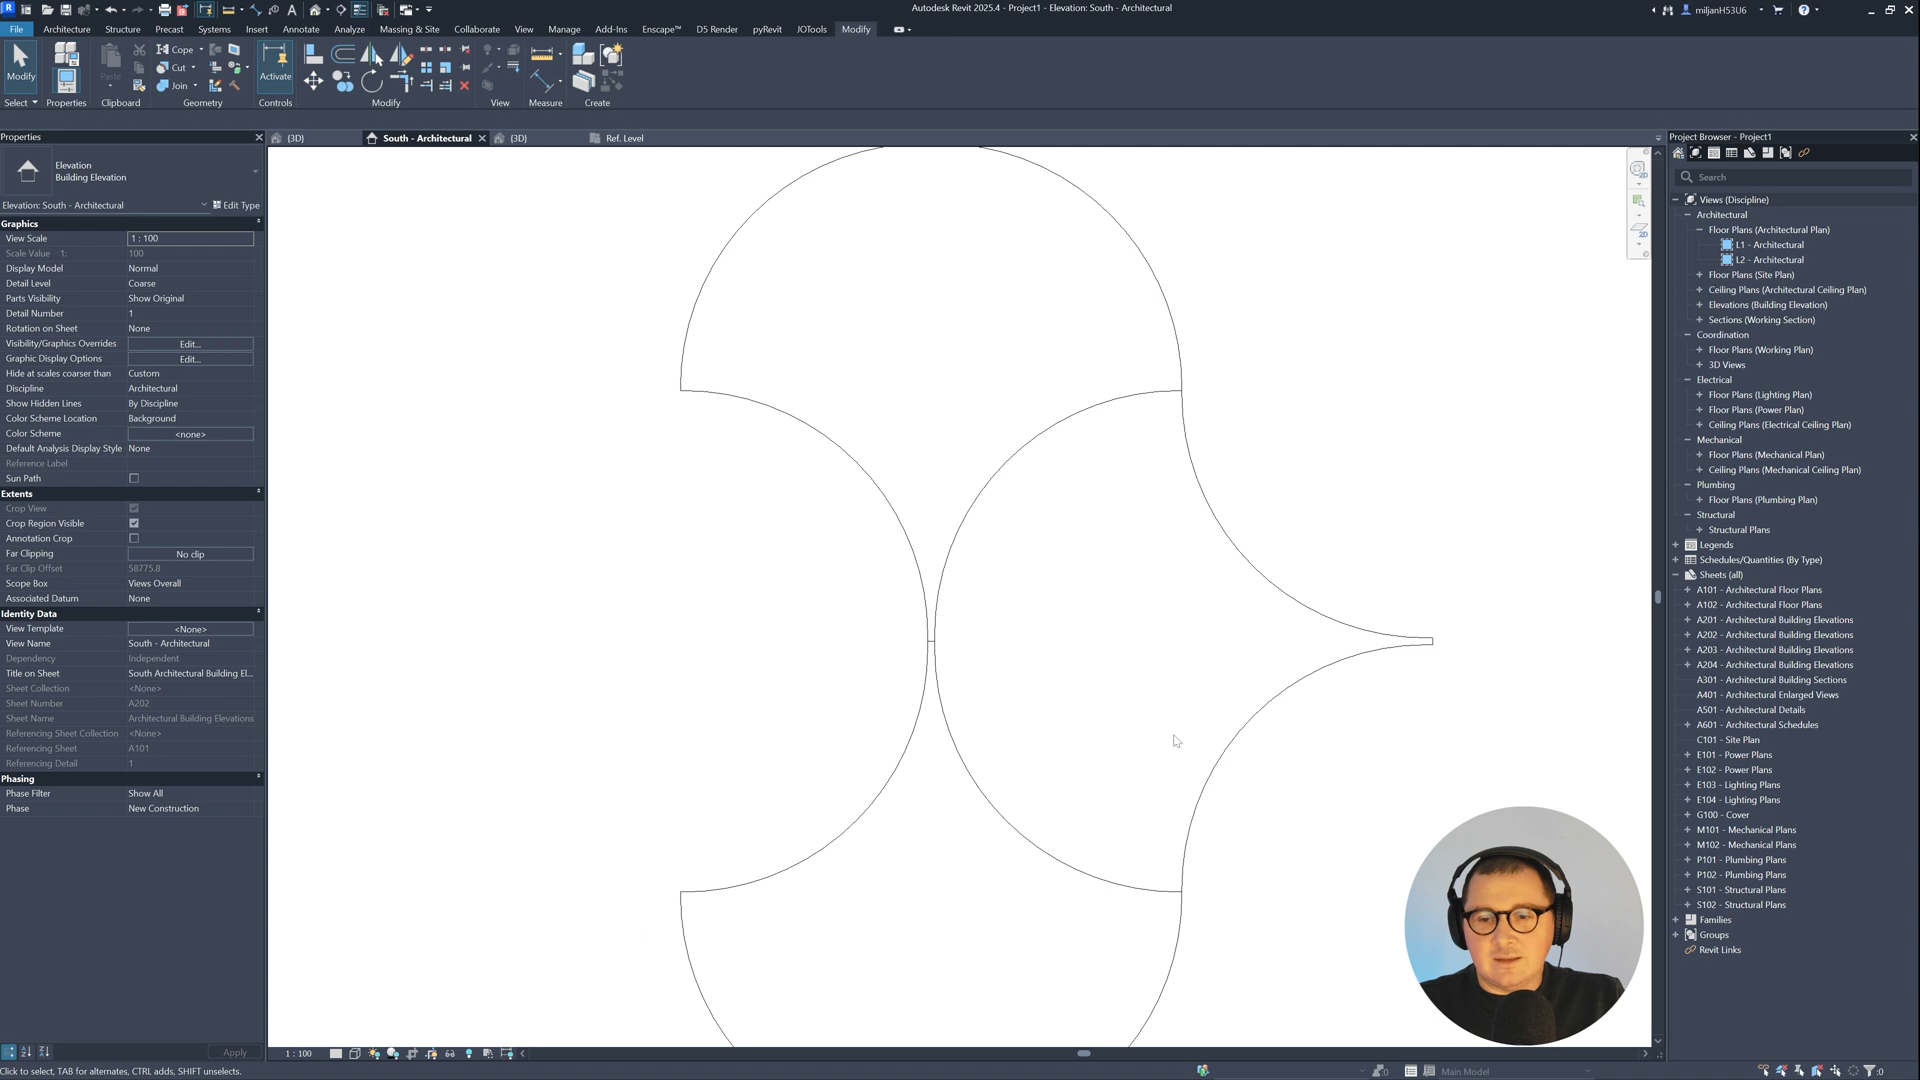 Autodesk Revit 2025.4 - Project1 - Elevation: South - Architectural
miljanH53U6
File
Architecture
Structure
Precast
Systems
Insert
Annotate
Analyze
Massing & Site
Collaborate
View
Manage
Add-Ins
Enscape™
D5 Render
pyRevit
JOTools
Modify
Modify
Paste
Cope
Cut
Join
Activate
Select
Properties
Clipboard
Geometry
Controls
Modify
View
Measure
Create
Properties
{3D}
South - Architectural
{3D}
Ref. Level
Elevation
Building Elevation
Elevation: South - Architectural
Edit Type
Graphics
View Scale 1 : 100
Scale Value 1: 100
Display Model Normal
Detail Level Coarse
Parts Visibility Show Original
Detail Number 1
Rotation on Sheet None
Visibility/Graphics Overrides Edit...
Graphic Display Options Edit...
Hide at scales coarser than Custom
Discipline Architectural
Show Hidden Lines By Discipline
Color Scheme Location Background
Color Scheme <none>
Default Analysis Display Style None
Reference Label
Sun Path
Extents
Crop View
Crop Region Visible
Annotation Crop
Far Clipping No clip
Far Clip Offset 58775.8
Scope Box Views Overall
Associated Datum None
Identity Data
View Template <None>
View Name South - Architectural
Dependency Independent
Title on Sheet South Architectural Building El...
Sheet Collection <None>
Sheet Number A202
Sheet Name Architectural Building Elevations
Referencing Sheet Collection <None>
Referencing Sheet A101
Referencing Detail 1
Phasing
Phase Filter Show All
Phase New Construction
Apply
1 : 100
Click to select, TAB for alternates, CTRL adds, SHIFT unselects.
:0
Main Model
:0
Project Browser - Project1
Search
Views (Discipline)
Architectural
Floor Plans (Architectural Plan)
L1 - Architectural
L2 - Architectural
Floor Plans (Site Plan)
Ceiling Plans (Architectural Ceiling Plan)
Elevations (Building Elevation)
Sections (Working Section)
Coordination
Floor Plans (Working Plan)
3D Views
Electrical
Floor Plans (Lighting Plan)
Floor Plans (Power Plan)
Ceiling Plans (Electrical Ceiling Plan)
Mechanical
Floor Plans (Mechanical Plan)
Ceiling Plans (Mechanical Ceiling Plan)
Plumbing
Floor Plans (Plumbing Plan)
Structural
Structural Plans
Legends
Schedules/Quantities (By Type)
Sheets (all)
A101 - Architectural Floor Plans
A102 - Architectural Floor Plans
A201 - Architectural Building Elevations
A202 - Architectural Building Elevations
A203 - Architectural Building Elevations
A204 - Architectural Building Elevations
A301 - Architectural Building Sections
A401 - Architectural Enlarged Views
A501 - Architectural Details
A601 - Architectural Schedules
C101 - Site Plan
E101 - Power Plans
E102 - Power Plans
E103 - Lighting Plans
E104 - Lighting Plans
G100 - Cover
M101 - Mechanical Plans
M102 - Mechanical Plans
P101 - Plumbing Plans
P102 - Plumbing Plans
S101 - Structural Plans
S102 - Structural Plans
Families
Groups
Revit Links